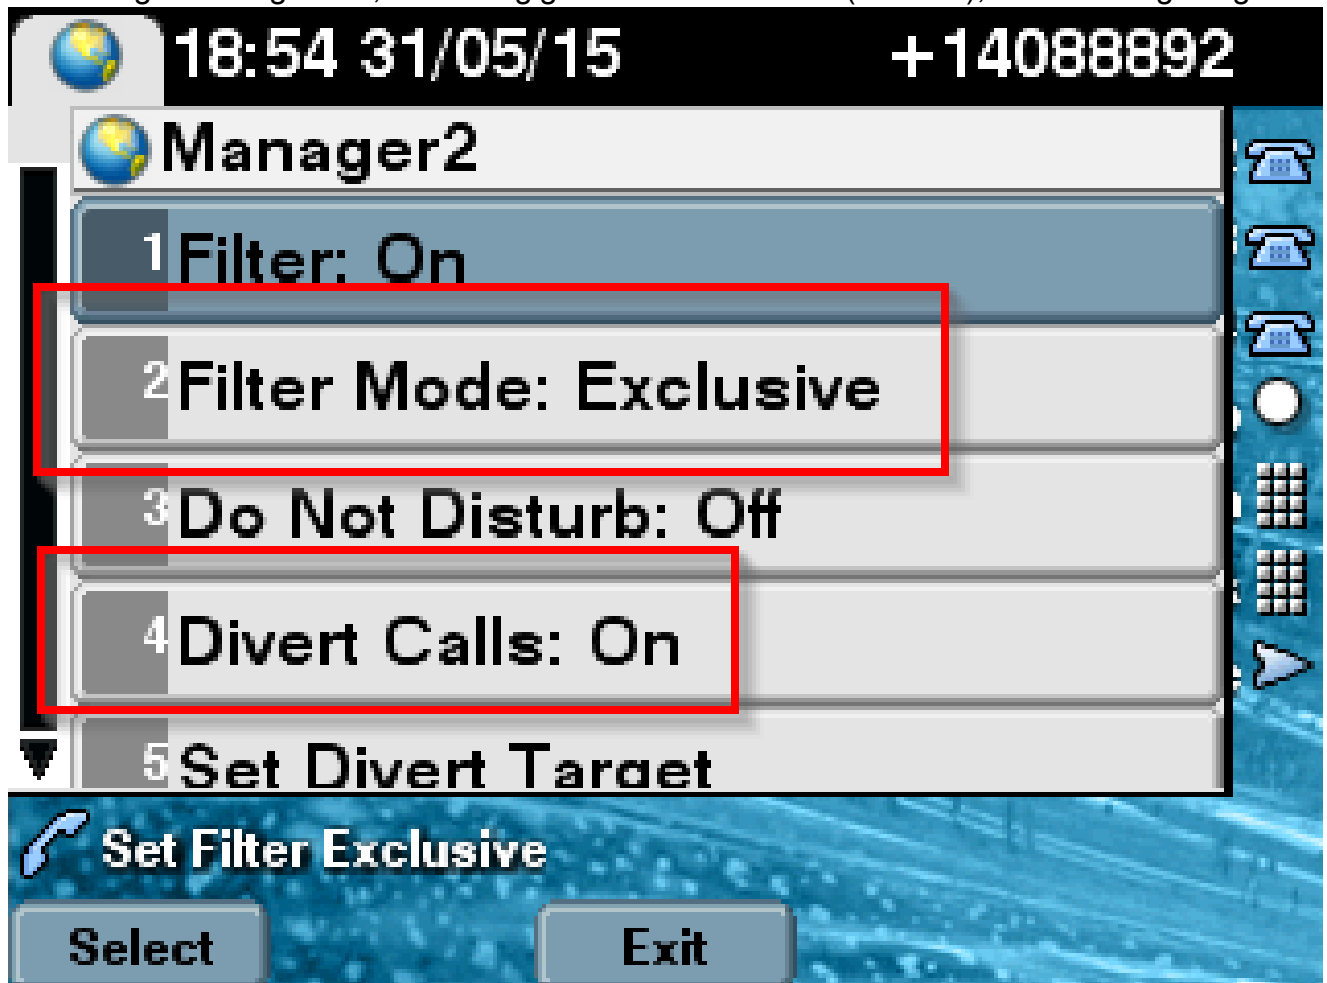 18:54 31/05/15 +14088892
Manager2
1 Filter: On
2 Filter Mode: Exclusive
3 Do Not Disturb: Off
4 Divert Calls: On
5 Set Divert Target
Set Filter Exclusive
Select Exit